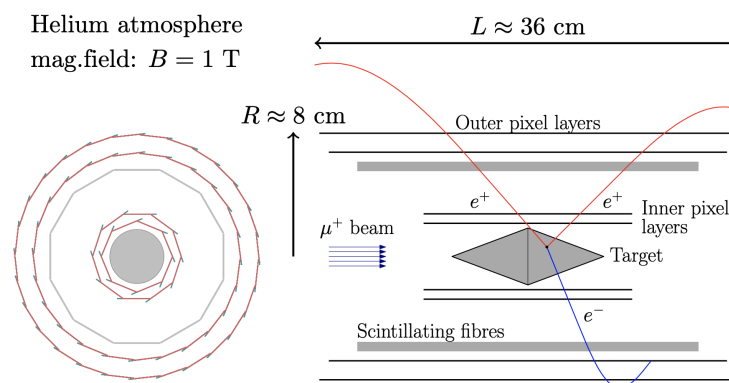 Helium atmosphere
mag.field: B = 1 T
L ≈ 36 cm
R ≈ 8 cm
Outer pixel layers
e⁺
e⁺
Inner pixel
layers
μ⁺ beam
Target
e⁻
Scintillating fibres